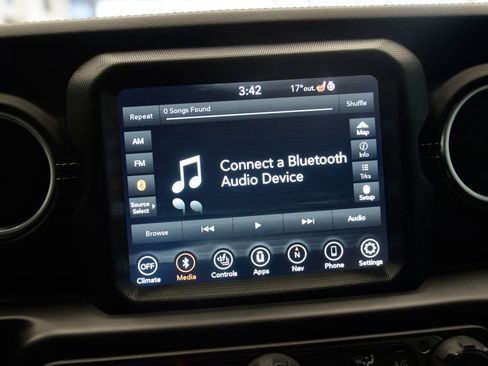 3:42
17° out.
Repeat
0 Songs Found
Shuffle
AM
Map
FM
Info
Connect a Bluetooth
Audio Device
Trks
Source
Select
Setup
Browse
Audio
OFF
N
Climate
Media
Controls
Apps
Nav
Phone
Settings